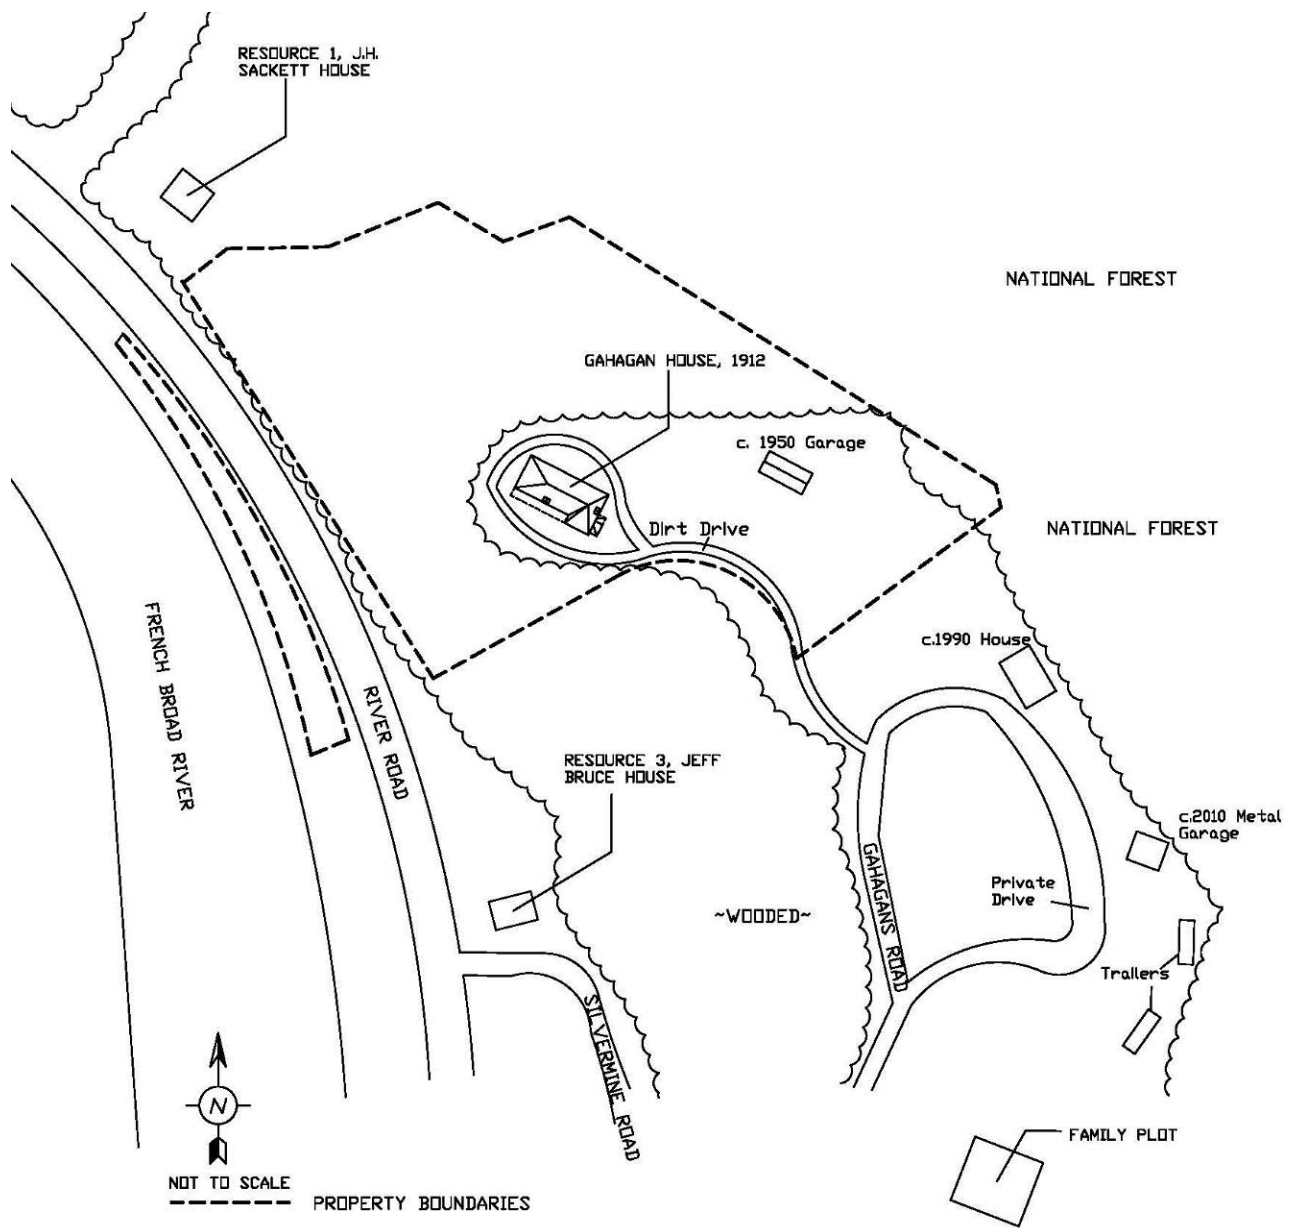 RESOURCE 1, J.H.
SACKETT HOUSE
NATIONAL FOREST
GAHAGAN HOUSE, 1912
c. 1950 Garage
Dirt Drive
NATIONAL FOREST
c.1990 House
FRENCH BROAD RIVER
RIVER ROAD
RESOURCE 3, JEFF
BRUCE HOUSE
c.2010 Metal
Garage
GAHAGANS ROAD
Private
Drive
~WOODED~
Trailers
SILVERMINE ROAD
N
FAMILY PLOT
NOT TO SCALE
PROPERTY BOUNDARIES